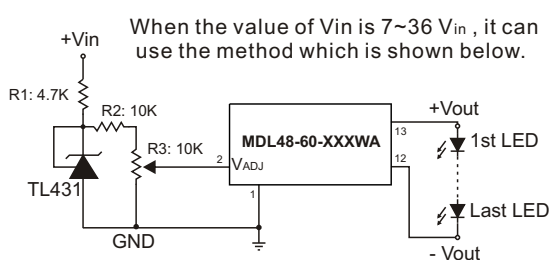 When the value of Vin is 7~36 Vin , it can
use the method which is shown below.
+Vin
R1: 4.7K
R2: 10K
R3: 10K
TL431
GND
MDL48-60-XXXWA
2
VADJ
1
13
12
+Vout
1st LED
Last LED
- Vout